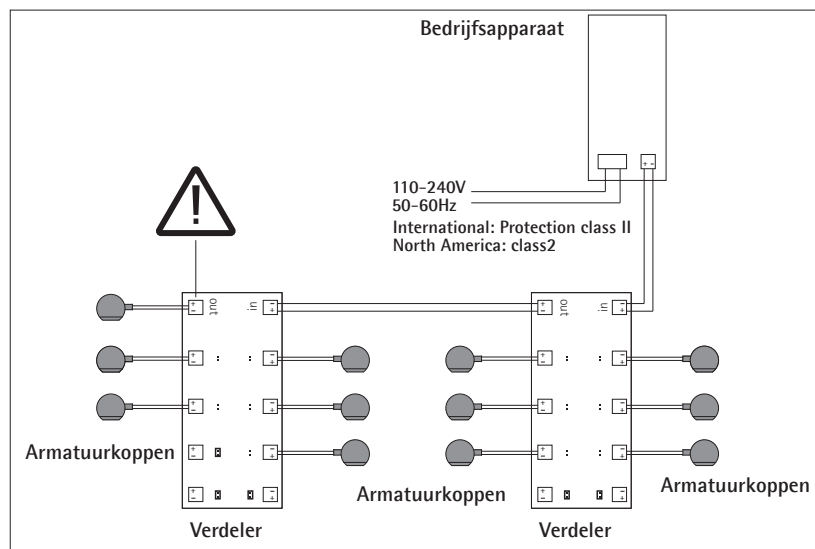 Bedrijfsapparaat
+ -
110-240V
50-60Hz
International: Protection class II
North America: class2
out
in
out
in
Armatuurkoppen
Armatuurkoppen
Armatuurkoppen
Verdeler
Verdeler